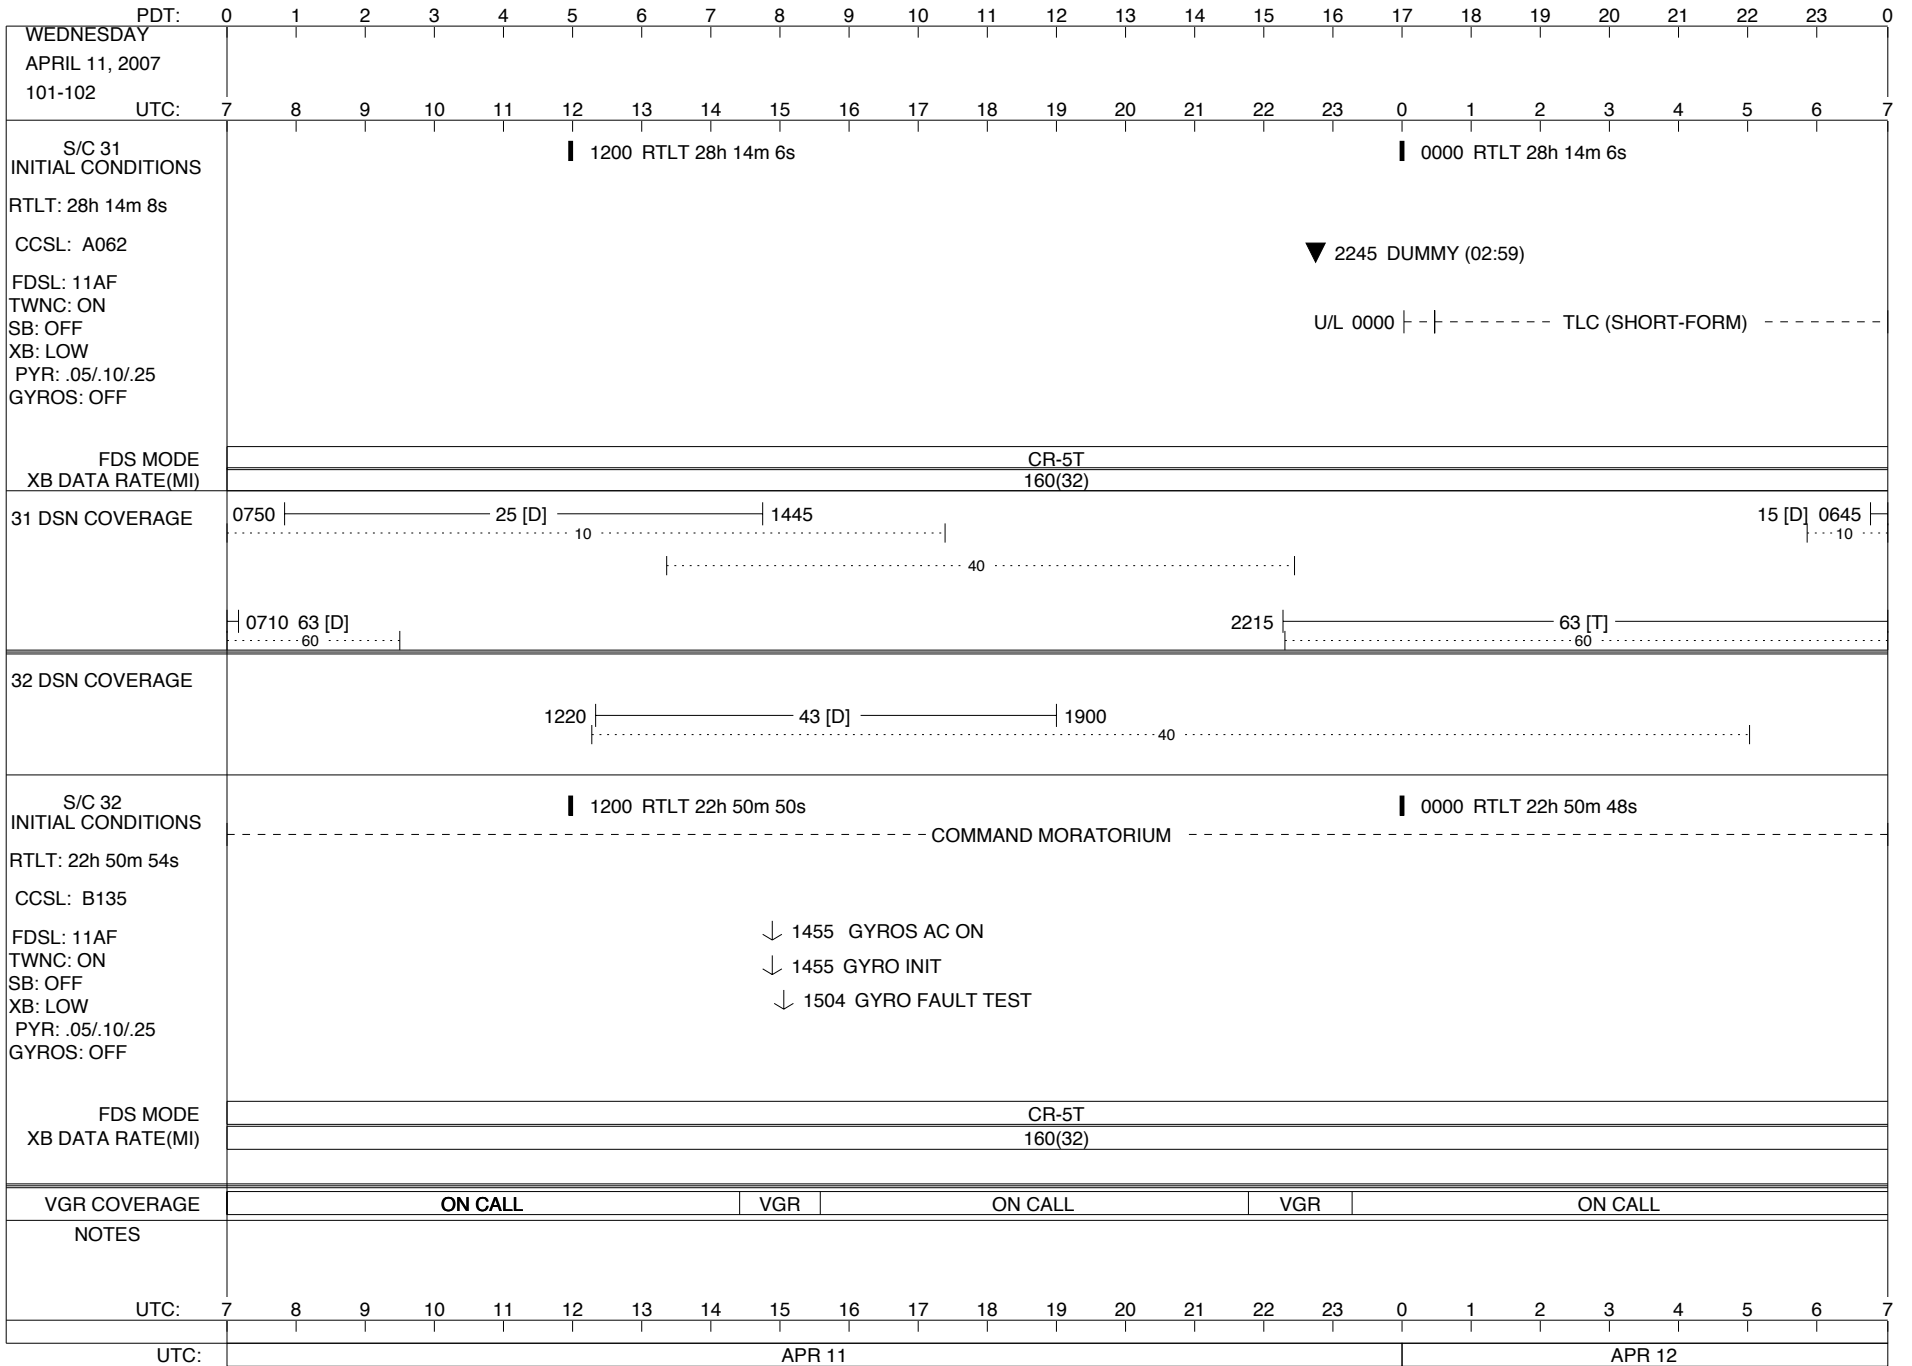 PDT: 0 1 2 3 4 5 6 7 8 9 10 11 12 13 14 15 16 17 18 19 20 21 22 23 0
WEDNESDAY
APRIL 11, 2007
101-102
UTC: 7 8 9 10 11 12 13 14 15 16 17 18 19 20 21 22 23 0 1 2 3 4 5 6 7
S/C 31
INITIAL CONDITIONS
1200 RTLT 28h 14m 6s
0000 RTLT 28h 14m 6s
RTLT: 28h 14m 8s
CCSL: A062
2245 DUMMY (02:59)
FDSL: 11AF
TWNC: ON
SB: OFF
U/L 0000 TLC (SHORT-FORM)
XB: LOW
PYR: .05/.10/.25
GYROS: OFF
FDS MODE CR-5T
XB DATA RATE(MI) 160(32)
31 DSN COVERAGE
0750 25 [D] 1445
15 [D] 0645
10
10
40
0710 63 [D]
2215 63 [T]
60
60
32 DSN COVERAGE
1220 43 [D] 1900
40
S/C 32
INITIAL CONDITIONS
1200 RTLT 22h 50m 50s
0000 RTLT 22h 50m 48s
COMMAND MORATORIUM
RTLT: 22h 50m 54s
CCSL: B135
FDSL: 11AF
1455 GYROS AC ON
TWNC: ON
1455 GYRO INIT
SB: OFF
XB: LOW
1504 GYRO FAULT TEST
PYR: .05/.10/.25
GYROS: OFF
FDS MODE CR-5T
XB DATA RATE(MI) 160(32)
VGR COVERAGE ON CALL VGR ON CALL VGR ON CALL
NOTES
UTC: 7 8 9 10 11 12 13 14 15 16 17 18 19 20 21 22 23 0 1 2 3 4 5 6 7
UTC: APR 11 APR 12